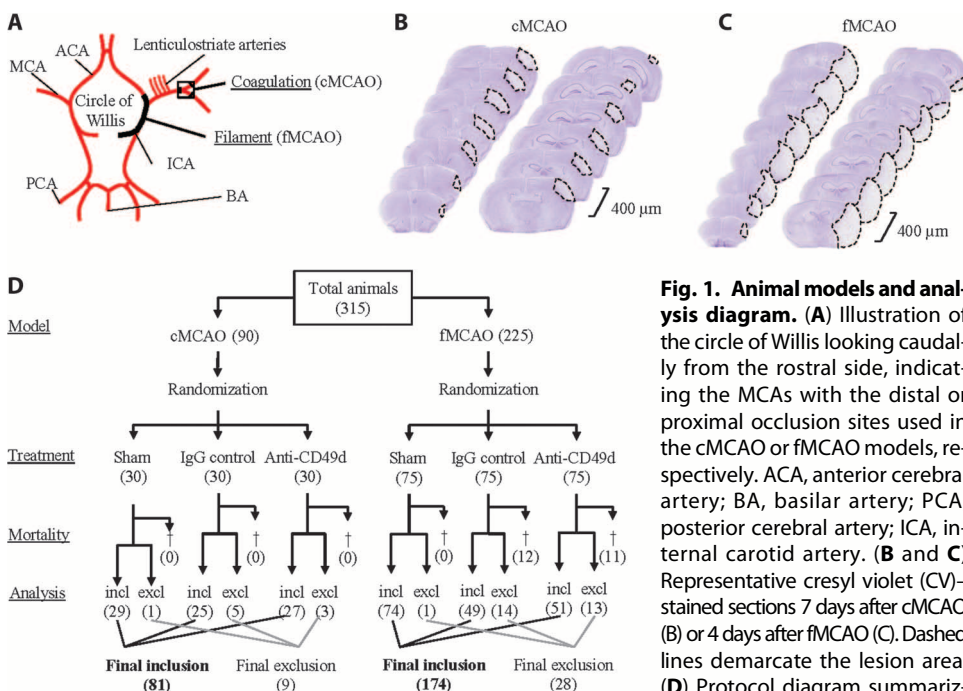 A
ACA
Lenticulostriate arteries
MCA
Coagulation (cMCAO)
Circle of
Willis
Filament (fMCAO)
ICA
PCA
BA
B
cMCAO
400 μm
C
fMCAO
400 μm
D
Total animals
(315)
Model
cMCAO (90)
fMCAO (225)
Randomization
Randomization
Treatment
Sham IgG control Anti-CD49d Sham IgG control Anti-CD49d
(30) (30) (30) (75) (75) (75)
Mortality
† † † † † †
(0) (0) (0) (0) (12) (11)
Analysis
incl excl incl excl incl excl incl excl incl excl incl excl
(29) (1) (25) (5) (27) (3) (74) (1) (49) (14) (51) (13)
Final inclusion Final exclusion Final inclusion Final exclusion
(81) (9) (174) (28)
Fig. 1. Animal models and anal-
ysis diagram. (A) Illustration of
the circle of Willis looking caudal-
ly from the rostral side, indicat-
ing the MCAs with the distal or
proximal occlusion sites used in
the cMCAO or fMCAO models, re-
spectively. ACA, anterior cerebral
artery; BA, basilar artery; PCA,
posterior cerebral artery; ICA, in-
ternal carotid artery. (B and C)
Representative cresyl violet (CV)–
stained sections 7 days after cMCAO
(B) or 4 days after fMCAO (C). Dashed
lines demarcate the lesion area.
(D) Protocol diagram summariz-